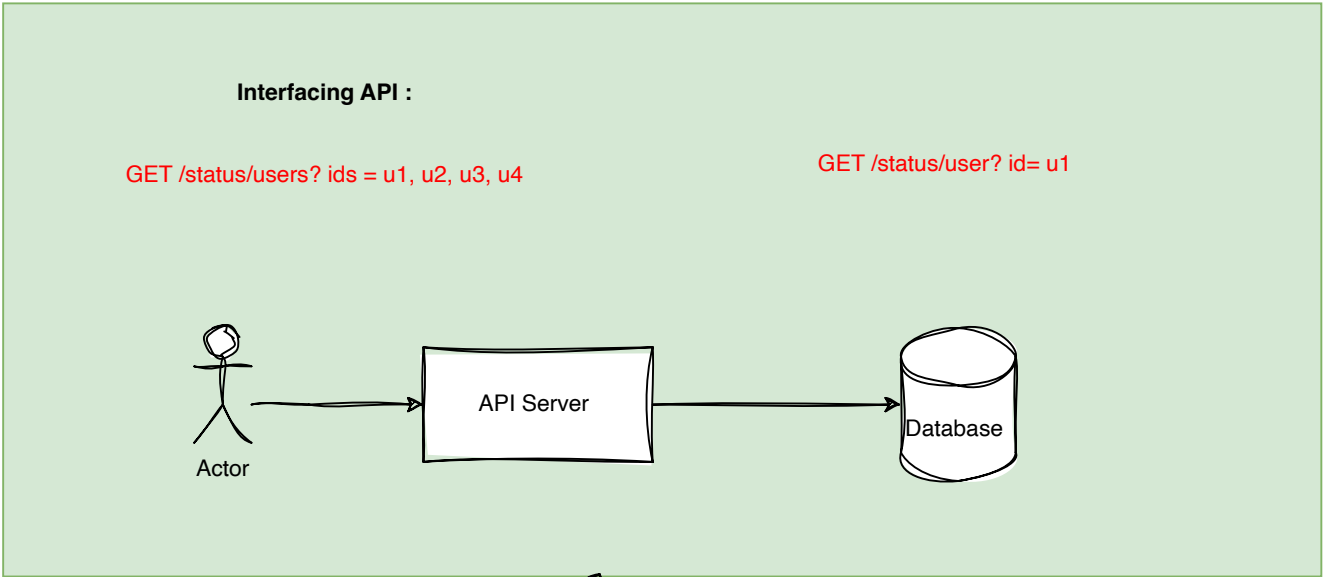 Interfacing API :
GET /status/users? ids = u1, u2, u3, u4
GET /status/user? id= u1
API Server
Database
Actor